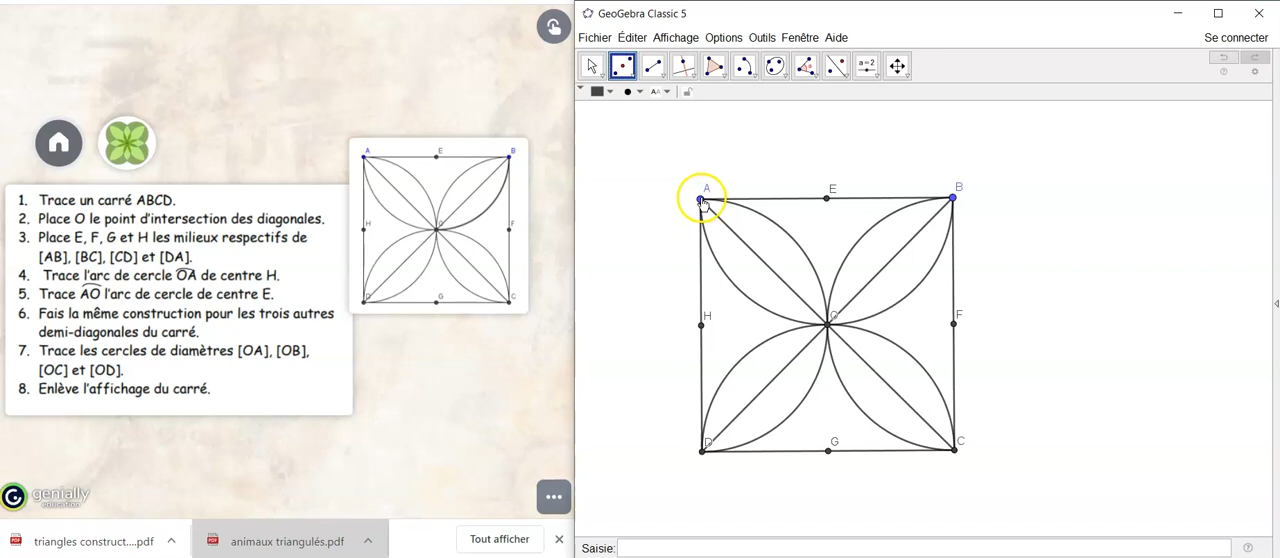 1. Trace un carré ABCD.
2. Place O le point d'intersection des diagonales.
3. Place E, F, G et H les milieux respectifs de
[AB], [BC], [CD] et [DA].
4. Trace l'arc de cercle OA de centre H.
5. Trace AO l'arc de cercle de centre E.
6. Fais la même construction pour les trois autres
demi-diagonales du carré.
7. Trace les cercles de diamètres [OA], [OB],
[OC] et [OD].
8. Enlève l'affichage du carré.
A E B
H O F
D G C
genially
education
triangles construct....pdf
animaux triangulés.pdf
Tout afficher
GeoGebra Classic 5
Fichier Éditer Affichage Options Outils Fenêtre Aide
Se connecter
a=2
AA
A E B
H O F
D G C
Saisie: